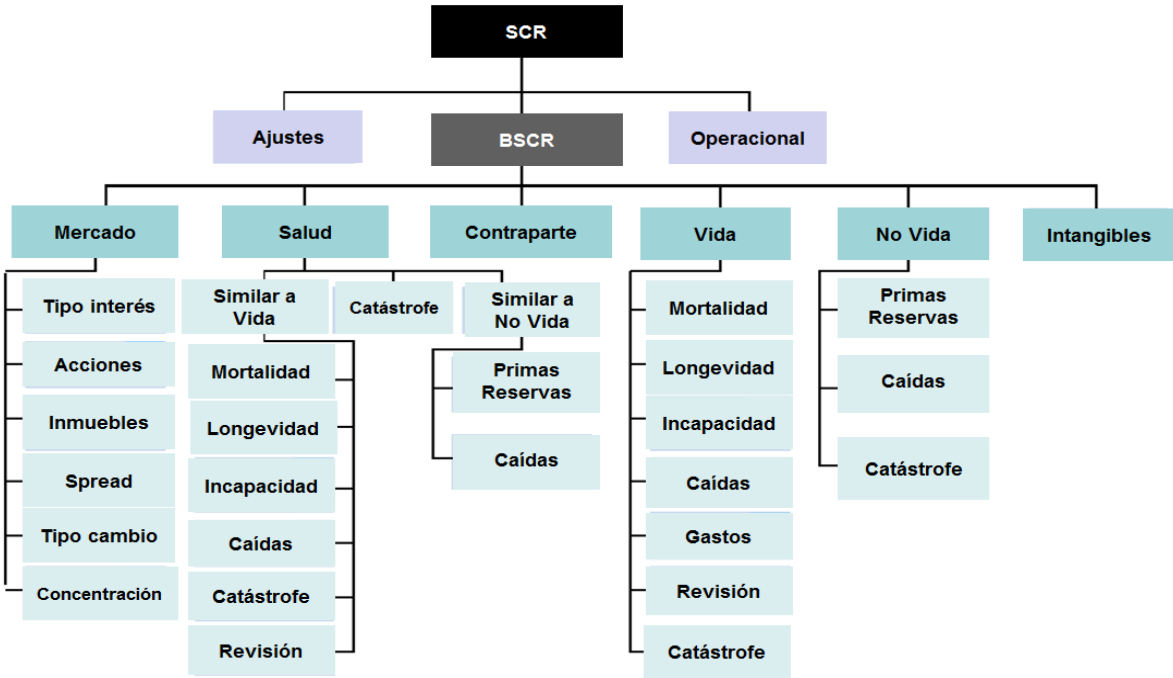 SCR
Ajustes
BSCR
Operacional
Mercado
Salud
Contraparte
Vida
No Vida
Intangibles
Tipo interés
Acciones
Inmuebles
Spread
Tipo cambio
Concentración
Similar a
Vida
Catástrofe
Similar a
No Vida
Mortalidad
Longevidad
Incapacidad
Caídas
Catástrofe
Revisión
Primas
Reservas
Caídas
Mortalidad
Longevidad
Incapacidad
Caídas
Gastos
Revisión
Catástrofe
Primas
Reservas
Caídas
Catástrofe